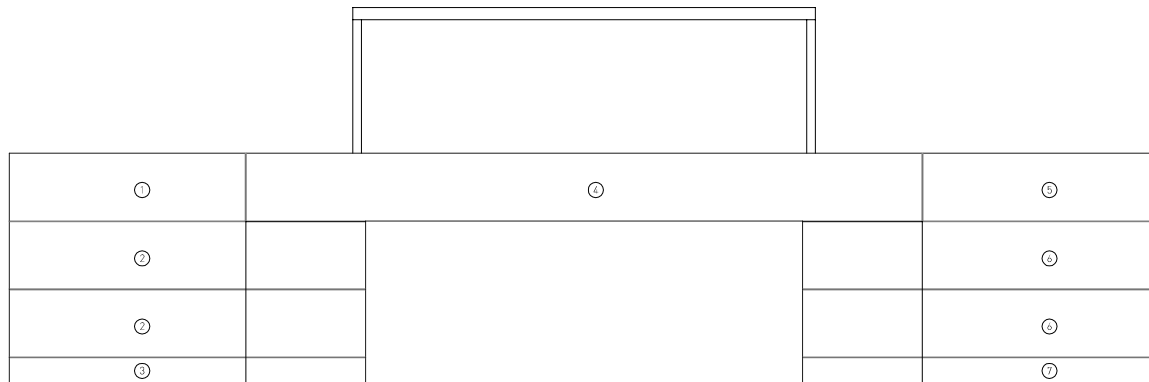 ① ④ ⑤
② ⑥
② ⑥
③ ⑦